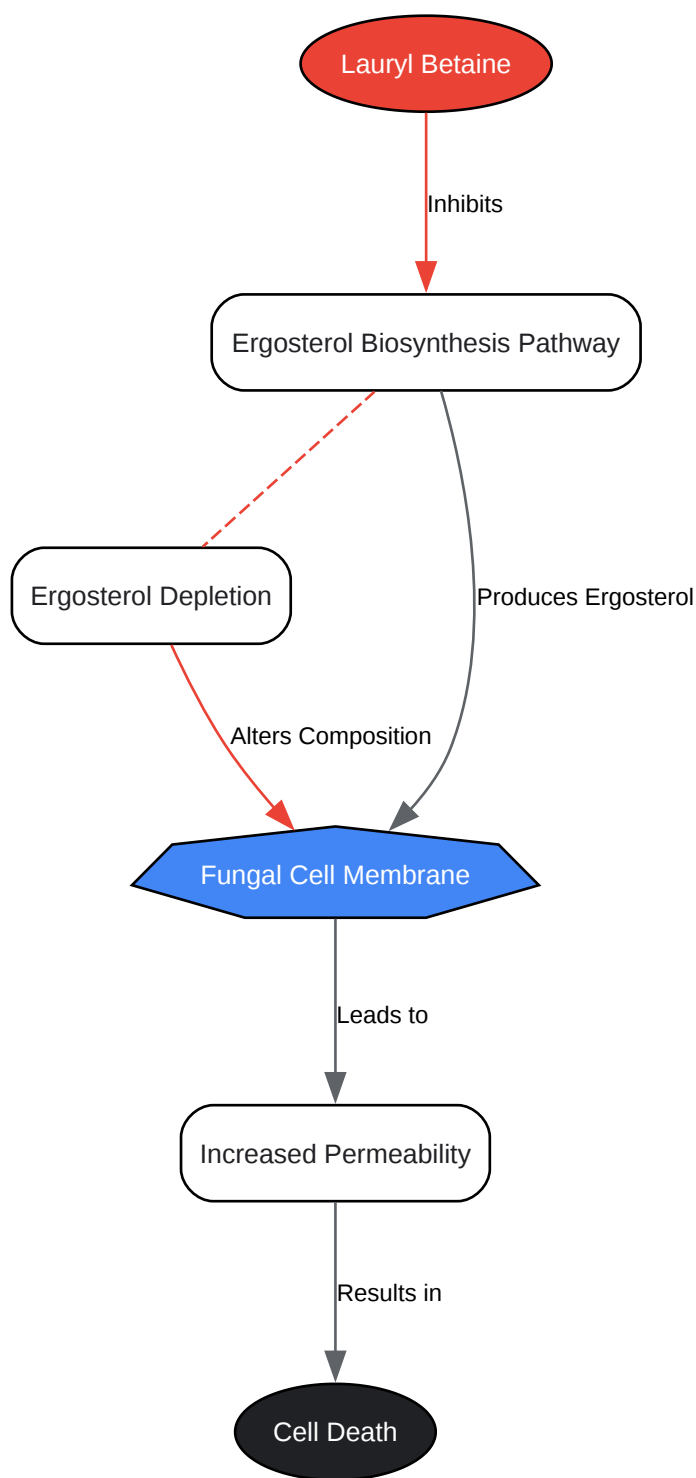 Lauryl Betaine
Inhibits
Ergosterol Biosynthesis Pathway
Ergosterol Depletion
Produces Ergosterol
Alters Composition
Fungal Cell Membrane
Leads to
Increased Permeability
Results in
Cell Death